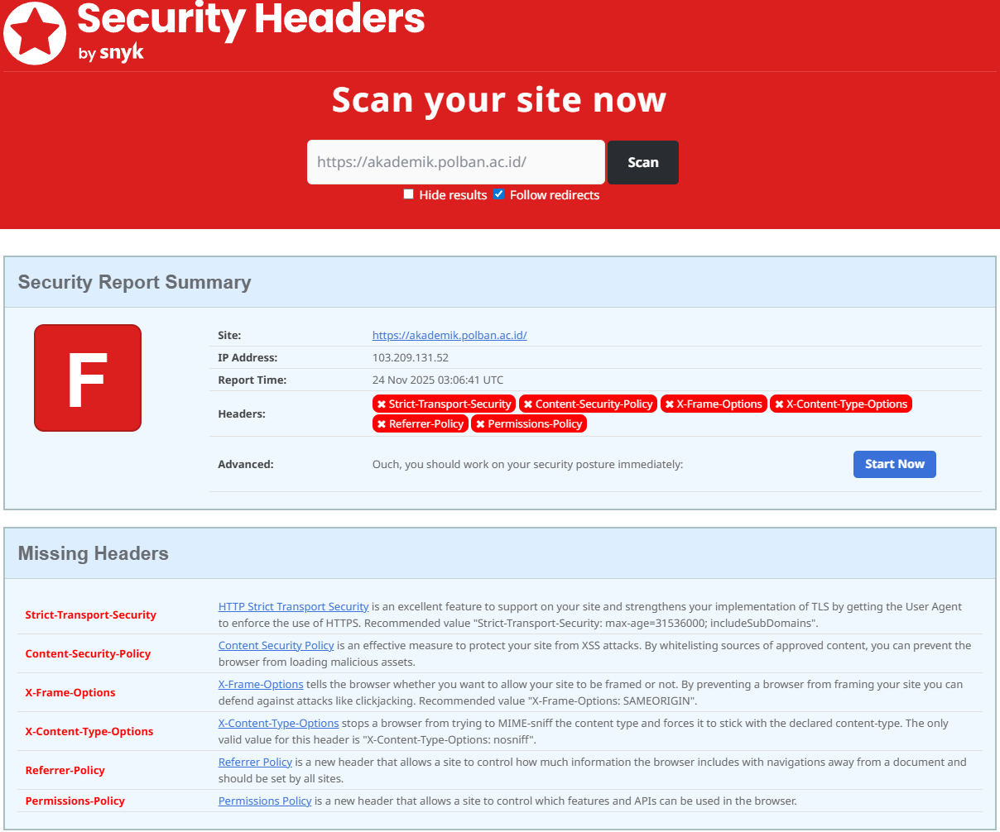 Security Headers
by snyk
Scan your site now
https://akademik.polban.ac.id/ Scan
Hide results Follow redirects
Security Report Summary
F
Site: https://akademik.polban.ac.id/
IP Address: 103.209.131.52
Report Time: 24 Nov 2025 03:06:41 UTC
Headers: ✖ Strict-Transport-Security ✖ Content-Security-Policy ✖ X-Frame-Options ✖ X-Content-Type-Options
✖ Referrer-Policy ✖ Permissions-Policy
Advanced: Ouch, you should work on your security posture immediately: Start Now
Missing Headers
Strict-Transport-Security HTTP Strict Transport Security is an excellent feature to support on your site and strengthens your implementation of TLS by getting the User Agent
to enforce the use of HTTPS. Recommended value "Strict-Transport-Security: max-age=31536000; includeSubDomains".
Content-Security-Policy Content Security Policy is an effective measure to protect your site from XSS attacks. By whitelisting sources of approved content, you can prevent the
browser from loading malicious assets.
X-Frame-Options X-Frame-Options tells the browser whether you want to allow your site to be framed or not. By preventing a browser from framing your site you can
defend against attacks like clickjacking. Recommended value "X-Frame-Options: SAMEORIGIN".
X-Content-Type-Options X-Content-Type-Options stops a browser from trying to MIME-sniff the content type and forces it to stick with the declared content-type. The only
valid value for this header is "X-Content-Type-Options: nosniff".
Referrer-Policy Referrer Policy is a new header that allows a site to control how much information the browser includes with navigations away from a document and
should be set by all sites.
Permissions-Policy Permissions Policy is a new header that allows a site to control which features and APIs can be used in the browser.